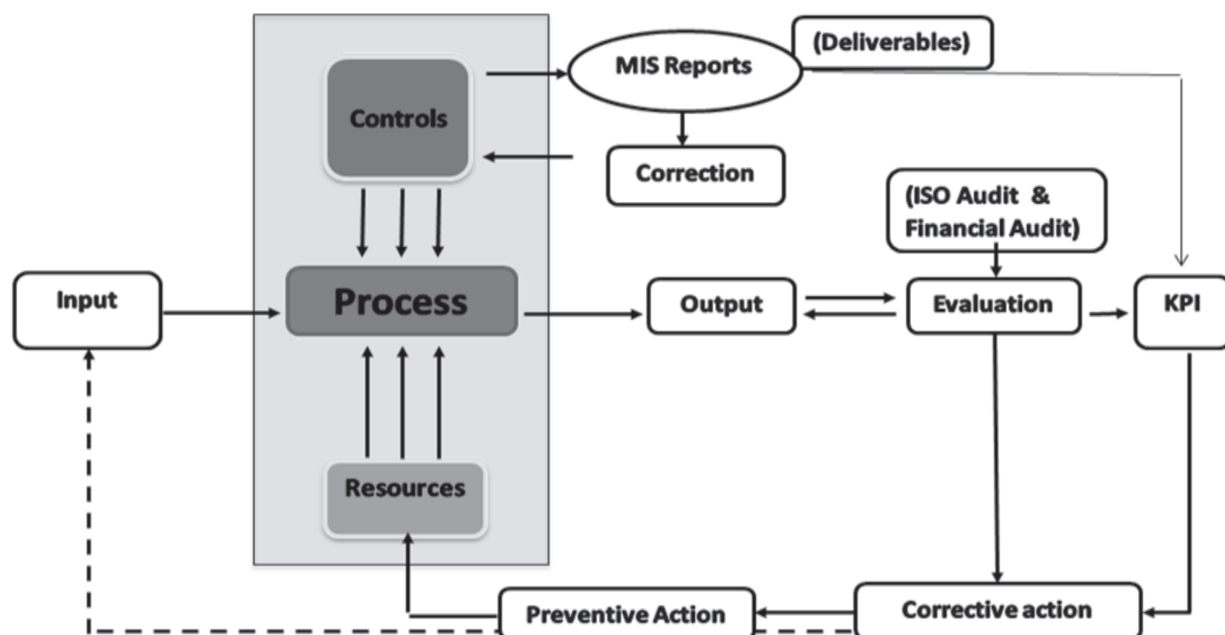 (Deliverables)
MIS Reports
Controls
Correction
(ISO Audit &
Financial Audit)
Input
Process
Output
Evaluation
KPI
Resources
Preventive Action
Corrective action